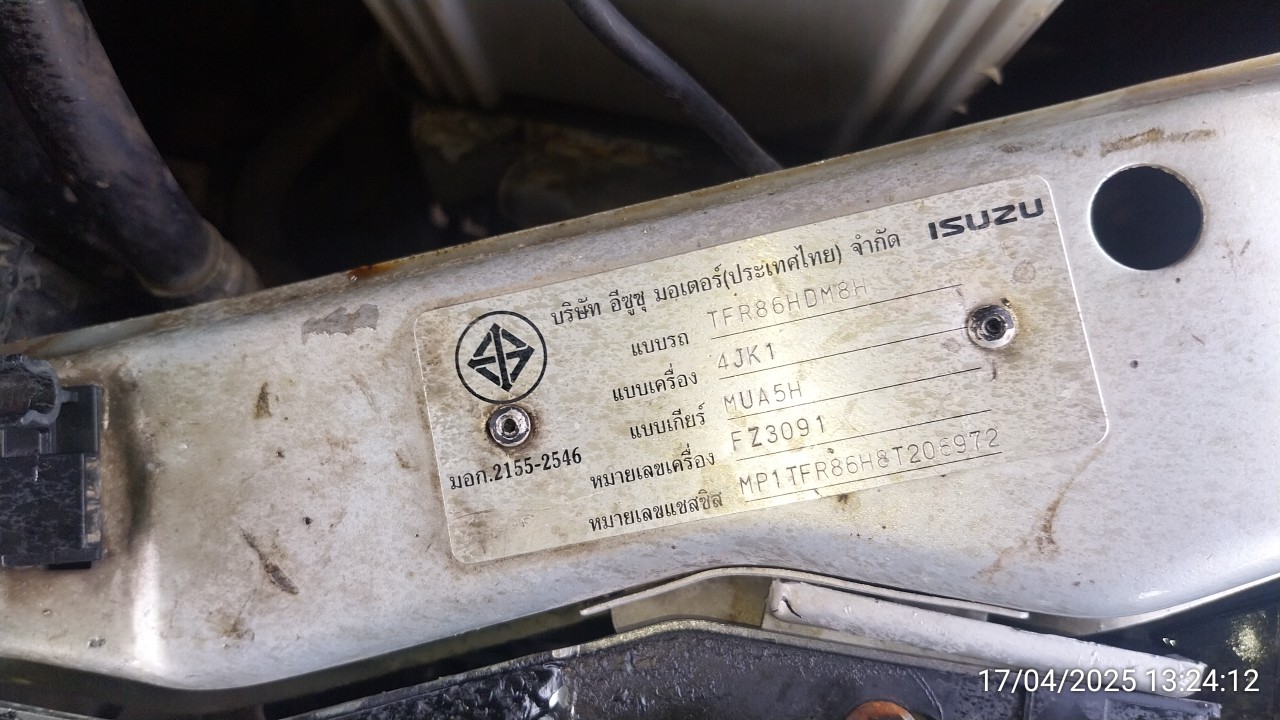 ISUZU
บริษัท อีซูซุ มอเตอร์(ประเทศไทย) จำกัด
แบบรถ TFR86HDM8H
แบบเครื่อง 4JK1
แบบเกียร์ MUA5H
หมายเลขเครื่อง FZ3091
หมายเลขแชสซิส MP1TFR86H8T206972
มอก.2155-2546
17/04/2025 13:24:12